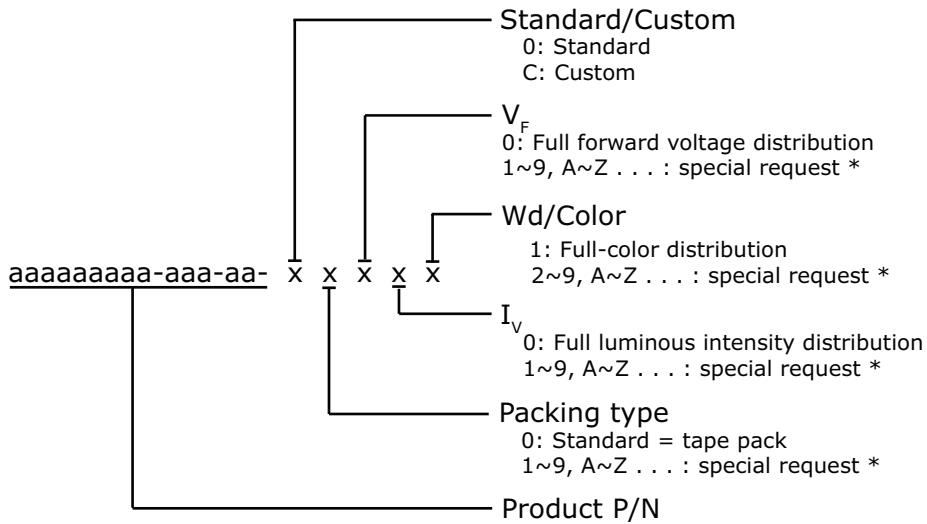 Standard/Custom
0: Standard
C: Custom
VF
0: Full forward voltage distribution
1~9, A~Z . . . : special request *
Wd/Color
1: Full-color distribution
2~9, A~Z . . . : special request *
aaaaaaaaa-aaa-aa- x x x x x
IV
0: Full luminous intensity distribution
1~9, A~Z . . . : special request *
Packing type
0: Standard = tape pack
1~9, A~Z . . . : special request *
Product P/N